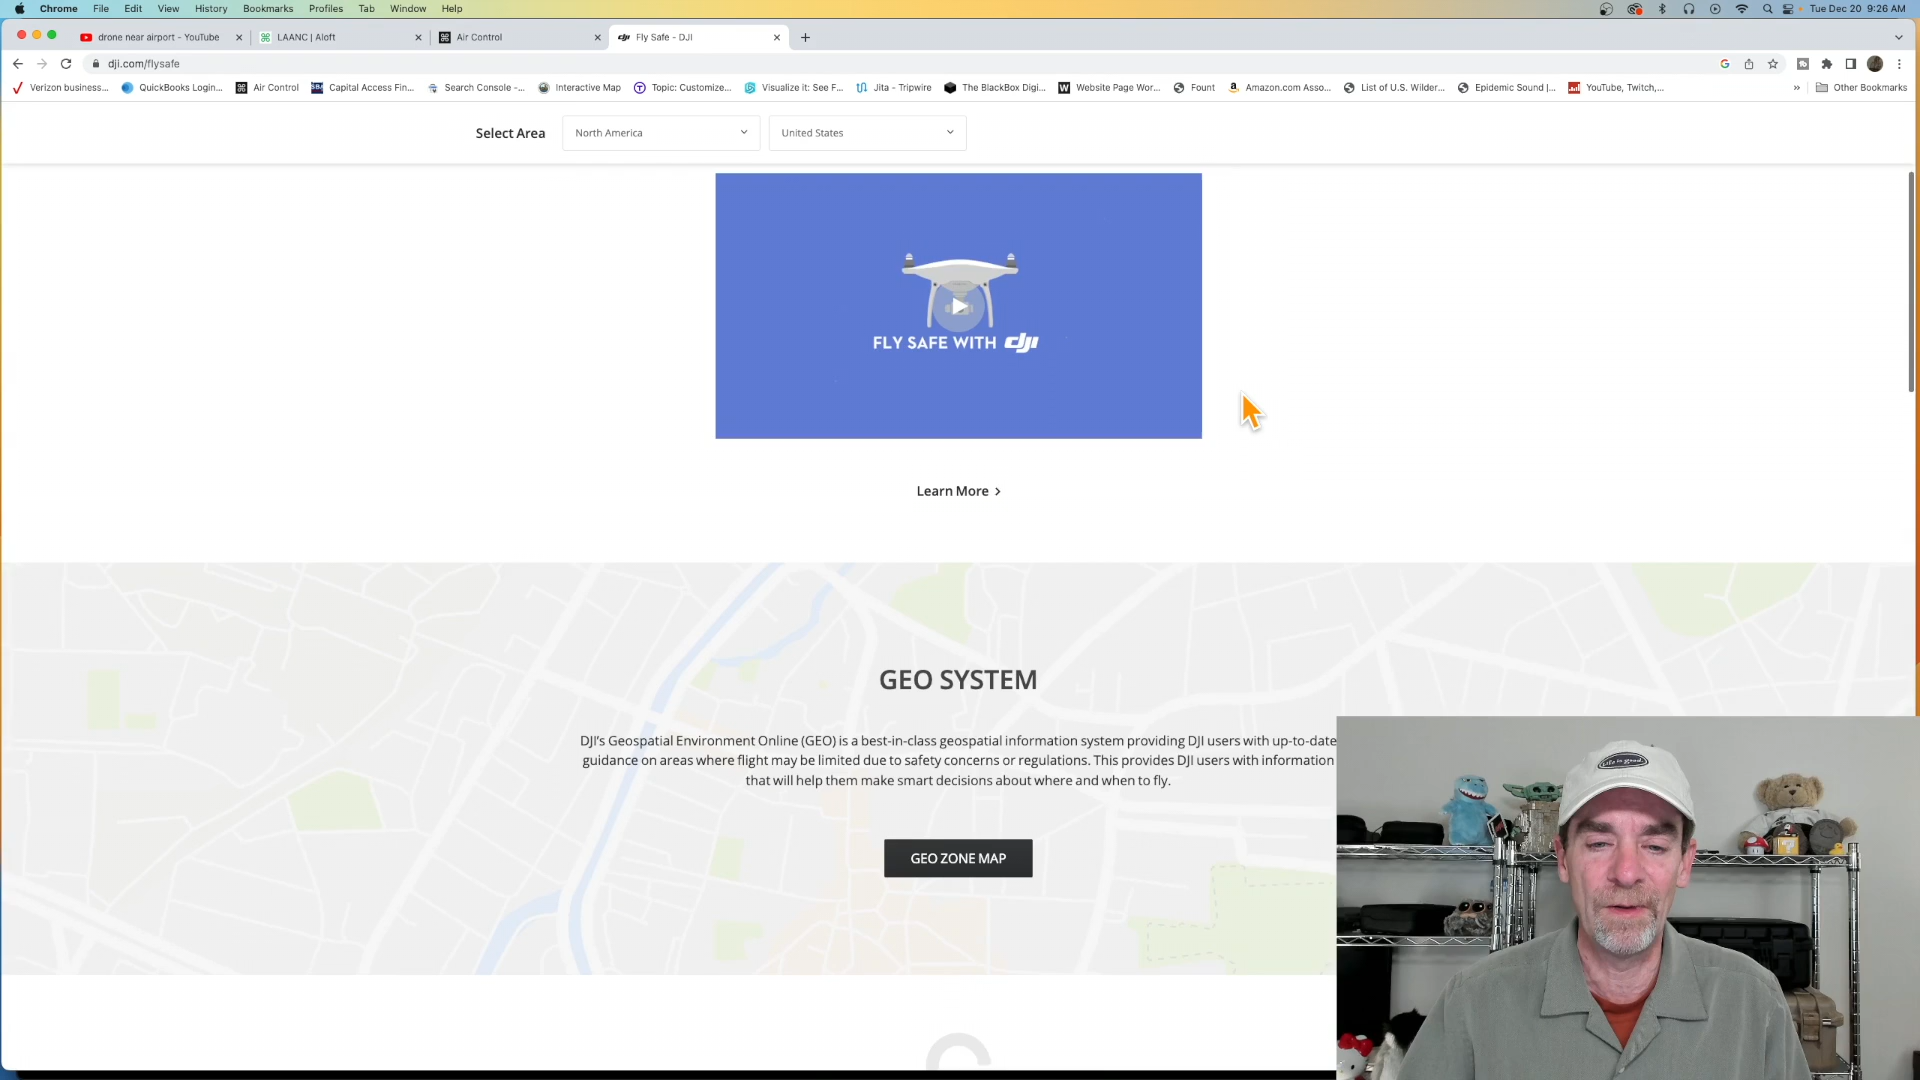 Chrome File Edit View History Bookmarks Profiles Tab Window Help Tue Dec 20 9:26 AM
drone near airport - YouTube LAANC | Aloft Air Control Fly Safe - DJI
dji.com/flysafe
Verizon business... QuickBooks Login... Air Control Capital Access Fin... Search Console -... Interactive Map Topic: Customize... Visualize it: See F... Jita - Tripwire The BlackBox Digi... Website Page Wor... Fount Amazon.com Asso... List of U.S. Wilder... Epidemic Sound |... YouTube, Twitch,... » Other Bookmarks
Select Area North America United States
FLY SAFE WITH dji
Learn More >
GEO SYSTEM
DJI's Geospatial Environment Online (GEO) is a best-in-class geospatial information system providing DJI users with up-to-date
guidance on areas where flight may be limited due to safety concerns or regulations. This provides DJI users with information
that will help them make smart decisions about where and when to fly.
GEO ZONE MAP
Life is good.